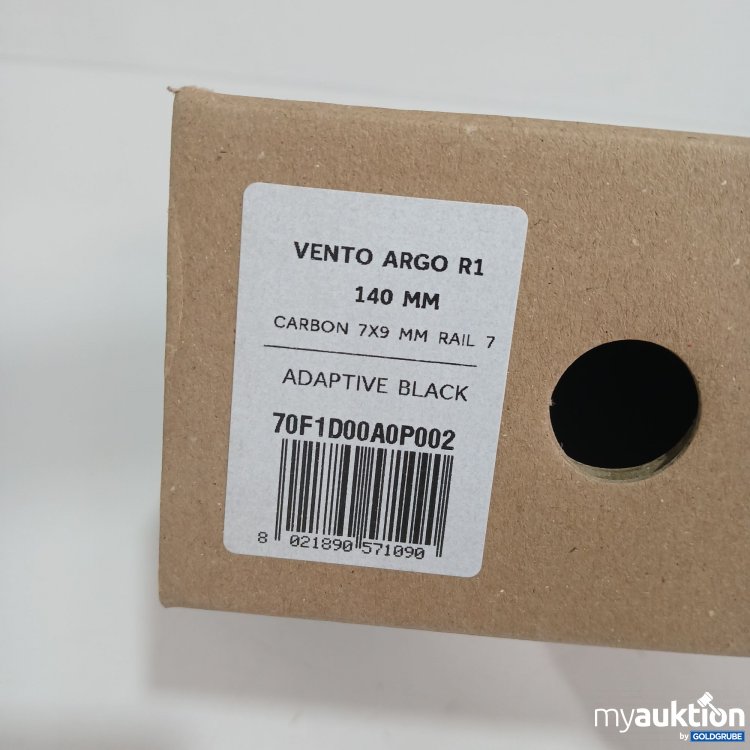 VENTO ARGO R1
140 MM
CARBON 7X9 MM RAIL 7
ADAPTIVE BLACK
70F1D00A0P002
8 021890 571090
myauktion
by GOLDGRUBE